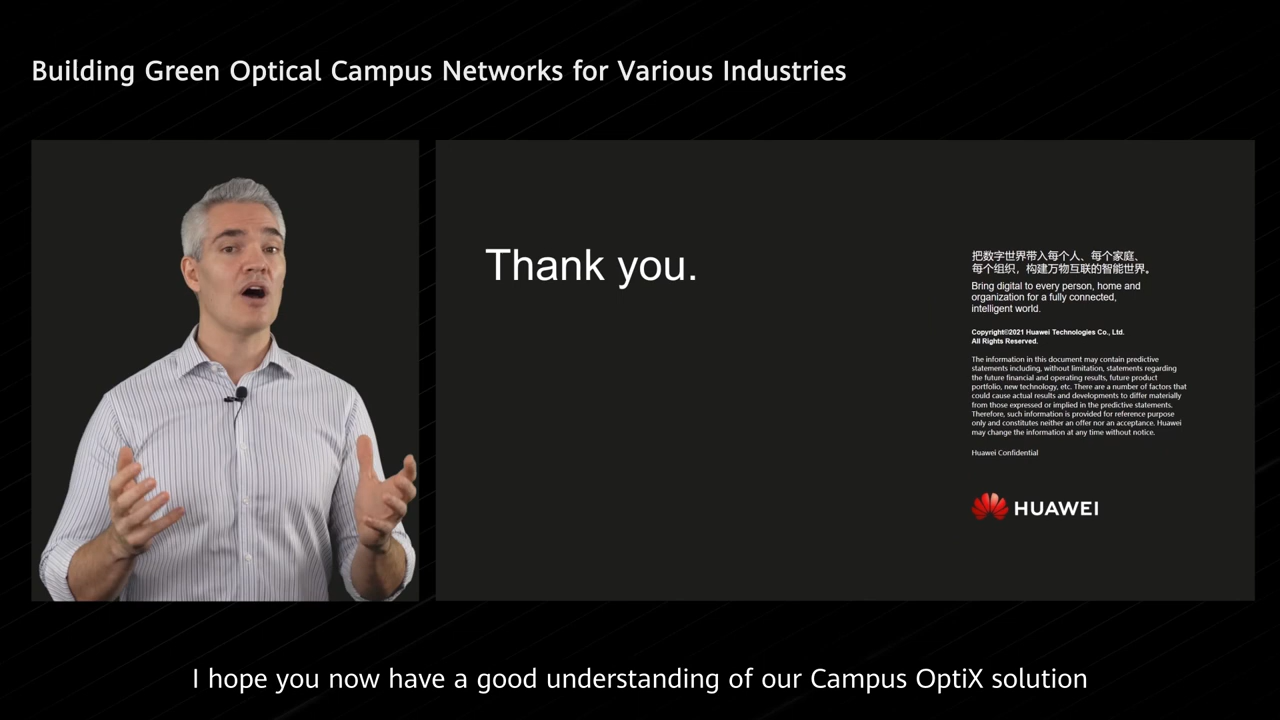 Building Green Optical Campus Networks for Various Industries
Thank you.
把数字世界带入每个人、每个家庭、
每个组织，构建万物互联的智能世界。
Bring digital to every person, home and
organization for a fully connected,
intelligent world.
Copyright©2021 Huawei Technologies Co., Ltd.
All Rights Reserved.
The information in this document may contain predictive
statements including, without limitation, statements regarding
the future financial and operating results, future product
portfolio, new technology, etc. There are a number of factors that
could cause actual results and developments to differ materially
from those expressed or implied in the predictive statements.
Therefore, such information is provided for reference purpose
only and constitutes neither an offer nor an acceptance. Huawei
may change the information at any time without notice.
Huawei Confidential
HUAWEI
I hope you now have a good understanding of our Campus OptiX solution